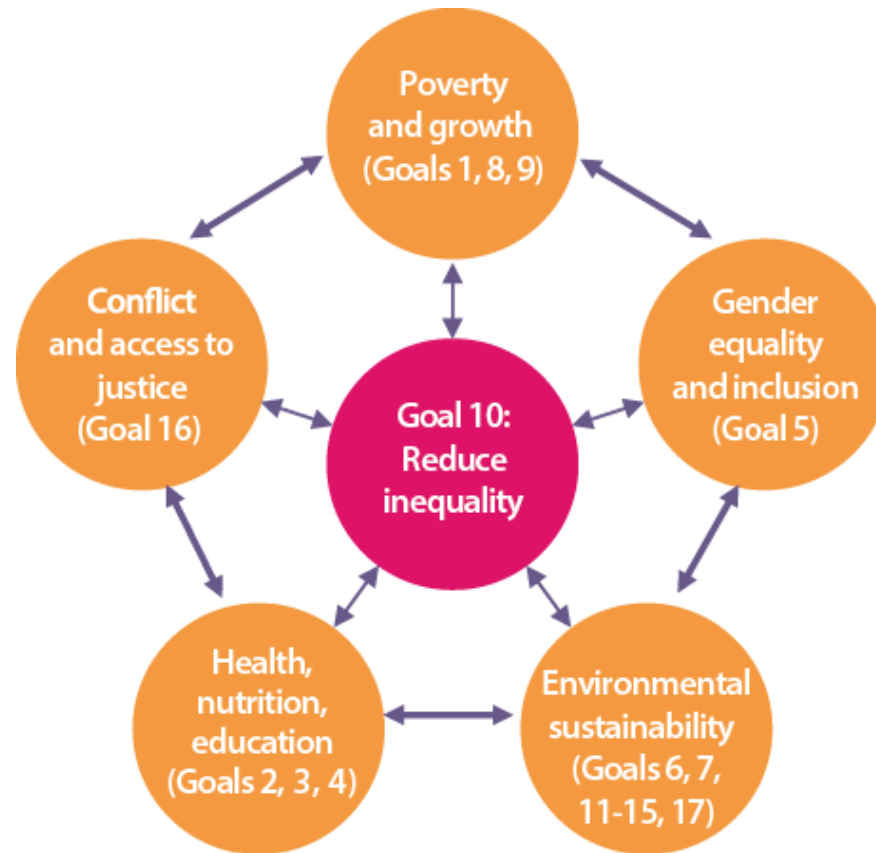 Poverty
and growth
(Goals 1, 8, 9)
Conflict
and access to
justice
(Goal 16)
Gender
equality
and inclusion
(Goal 5)
Goal 10:
Reduce
inequality
Health,
nutrition,
education
(Goals 2, 3, 4)
Environmental
sustainability
(Goals 6, 7,
11-15, 17)